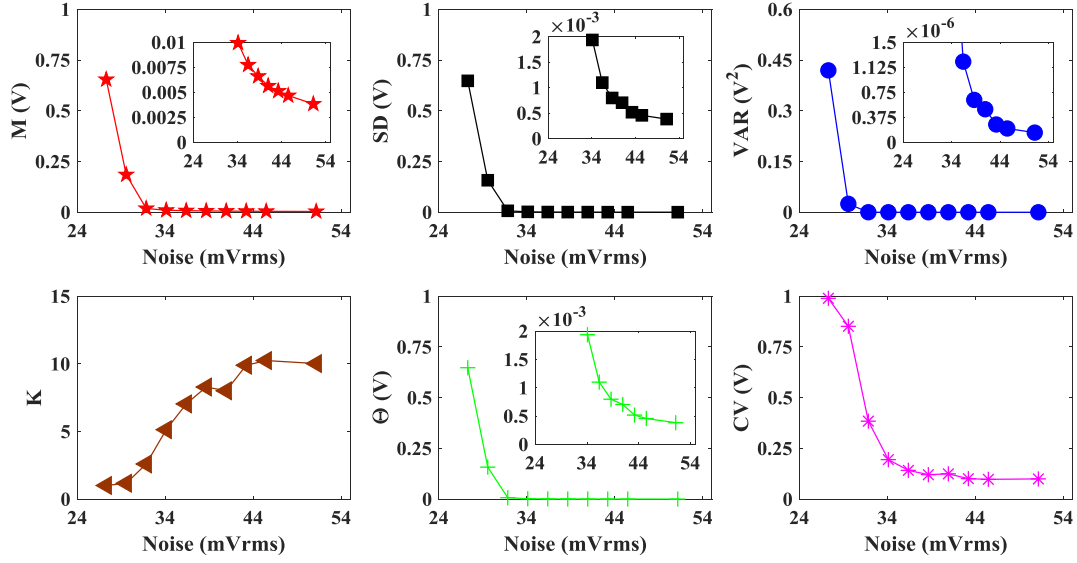 M (V)
1
0.75
0.5
0.25
0
24 34 44 54
Noise (mVrms)
0.01
0.0075
0.005
0.0025
0
24 34 44 54
SD (V)
1
0.75
0.5
0.25
0
24 34 44 54
Noise (mVrms)
×10⁻³
2
1.5
1
0.5
0
24 34 44 54
VAR (V²)
0.6
0.45
0.3
0.15
0
24 34 44 54
Noise (mVrms)
×10⁻⁶
1.5
1.125
0.75
0.375
0
24 34 44 54
K
15
10
5
0
24 34 44 54
Noise (mVrms)
Θ (V)
1
0.75
0.5
0.25
0
24 34 44 54
Noise (mVrms)
×10⁻³
2
1.5
1
0.5
0
24 34 44 54
CV (V)
1
0.75
0.5
0.25
0
24 34 44 54
Noise (mVrms)